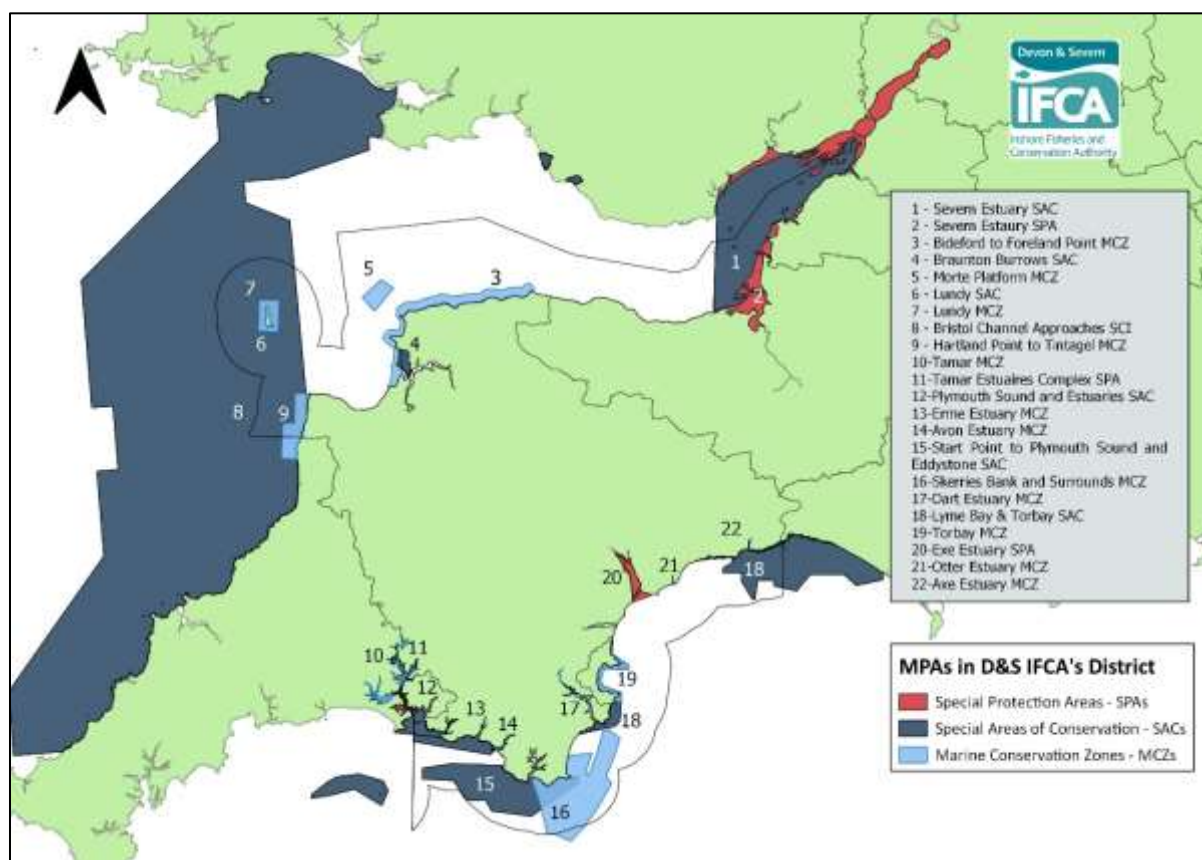 Devon & Severn
IFCA
Inshore Fisheries and
Conservation Authority
1 - Severn Estuary SAC
2 - Severn Estaury SPA
3 - Bideford to Foreland Point MCZ
4 - Braunton Burrows SAC
5 - Morte Platform MCZ
6 - Lundy SAC
7 - Lundy MCZ
8 - Bristol Channel Approaches SCI
9 - Hartland Point to Tintagel MCZ
10-Tamar MCZ
11-Tamar Estuaires Complex SPA
12-Plymouth Sound and Estuaries SAC
13-Erme Estuary MCZ
14-Avon Estuary MCZ
15-Start Point to Plymouth Sound and
Eddystone SAC
16-Skerries Bank and Surrounds MCZ
17-Dart Estuary MCZ
18-Lyme Bay & Torbay SAC
19-Torbay MCZ
20-Exe Estuary SPA
21-Otter Estuary MCZ
22-Axe Estuary MCZ
1
2
3
5
7
6
4
8
9
22
18
21
20
10
11
12
13
14
19
17
18
15
16
MPAs in D&S IFCA's District
Special Protection Areas - SPAs
Special Areas of Conservation - SACs
Marine Conservation Zones - MCZs